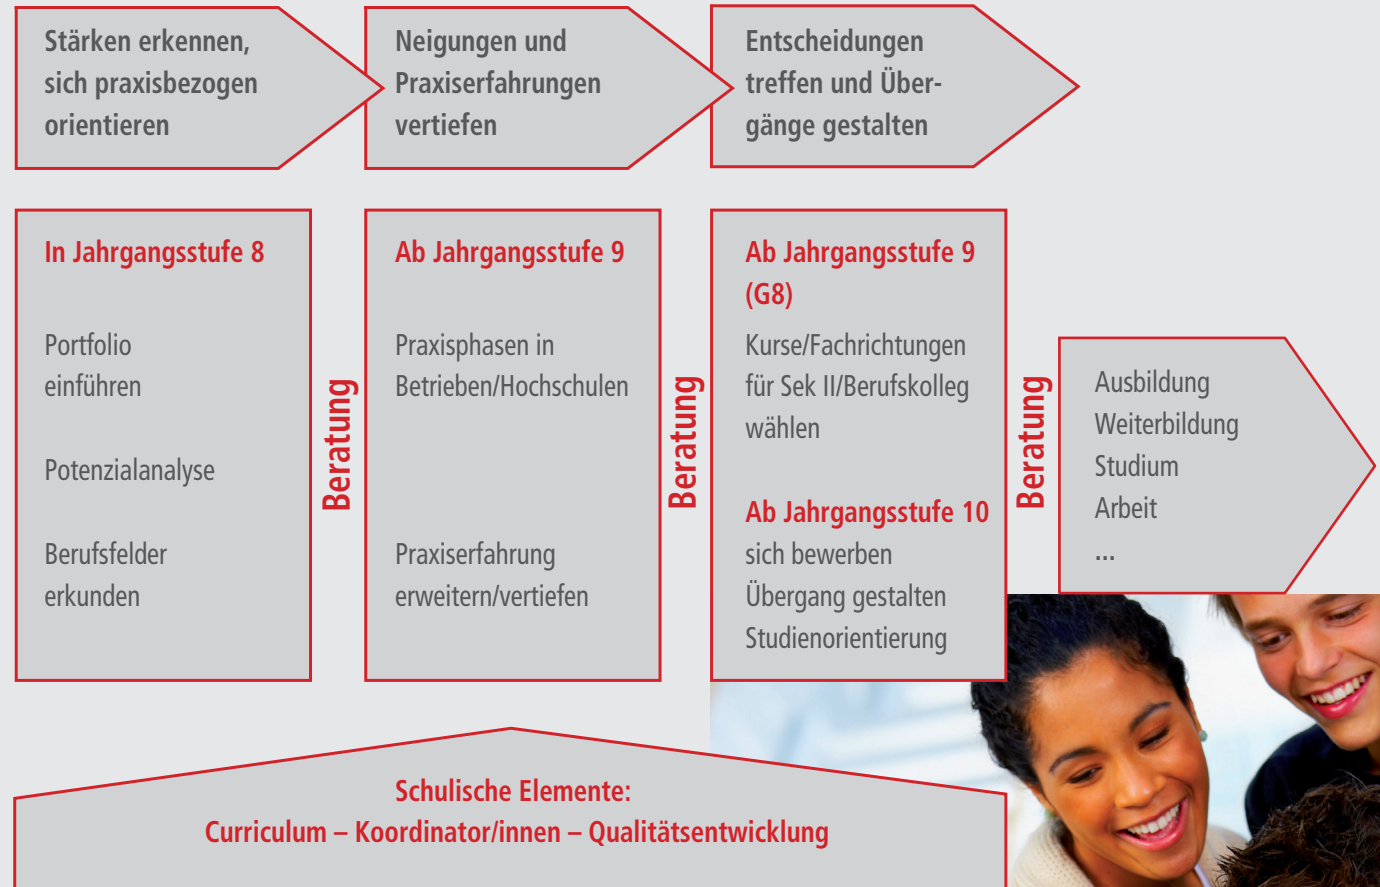 Stärken erkennen,
sich praxisbezogen
orientieren
Neigungen und
Praxiserfahrungen
vertiefen
Entscheidungen
treffen und Über-
gänge gestalten
In Jahrgangsstufe 8
Portfolio
einführen
Potenzialanalyse
Berufsfelder
erkunden
Beratung
Ab Jahrgangsstufe 9
Praxisphasen in
Betrieben/Hochschulen
Praxiserfahrung
erweitern/vertiefen
Beratung
Ab Jahrgangsstufe 9
(G8)
Kurse/Fachrichtungen
für Sek II/Berufskolleg
wählen
Ab Jahrgangsstufe 10
sich bewerben
Übergang gestalten
Studienorientierung
Beratung
Ausbildung
Weiterbildung
Studium
Arbeit
...
Schulische Elemente:
Curriculum – Koordinator/innen – Qualitätsentwicklung